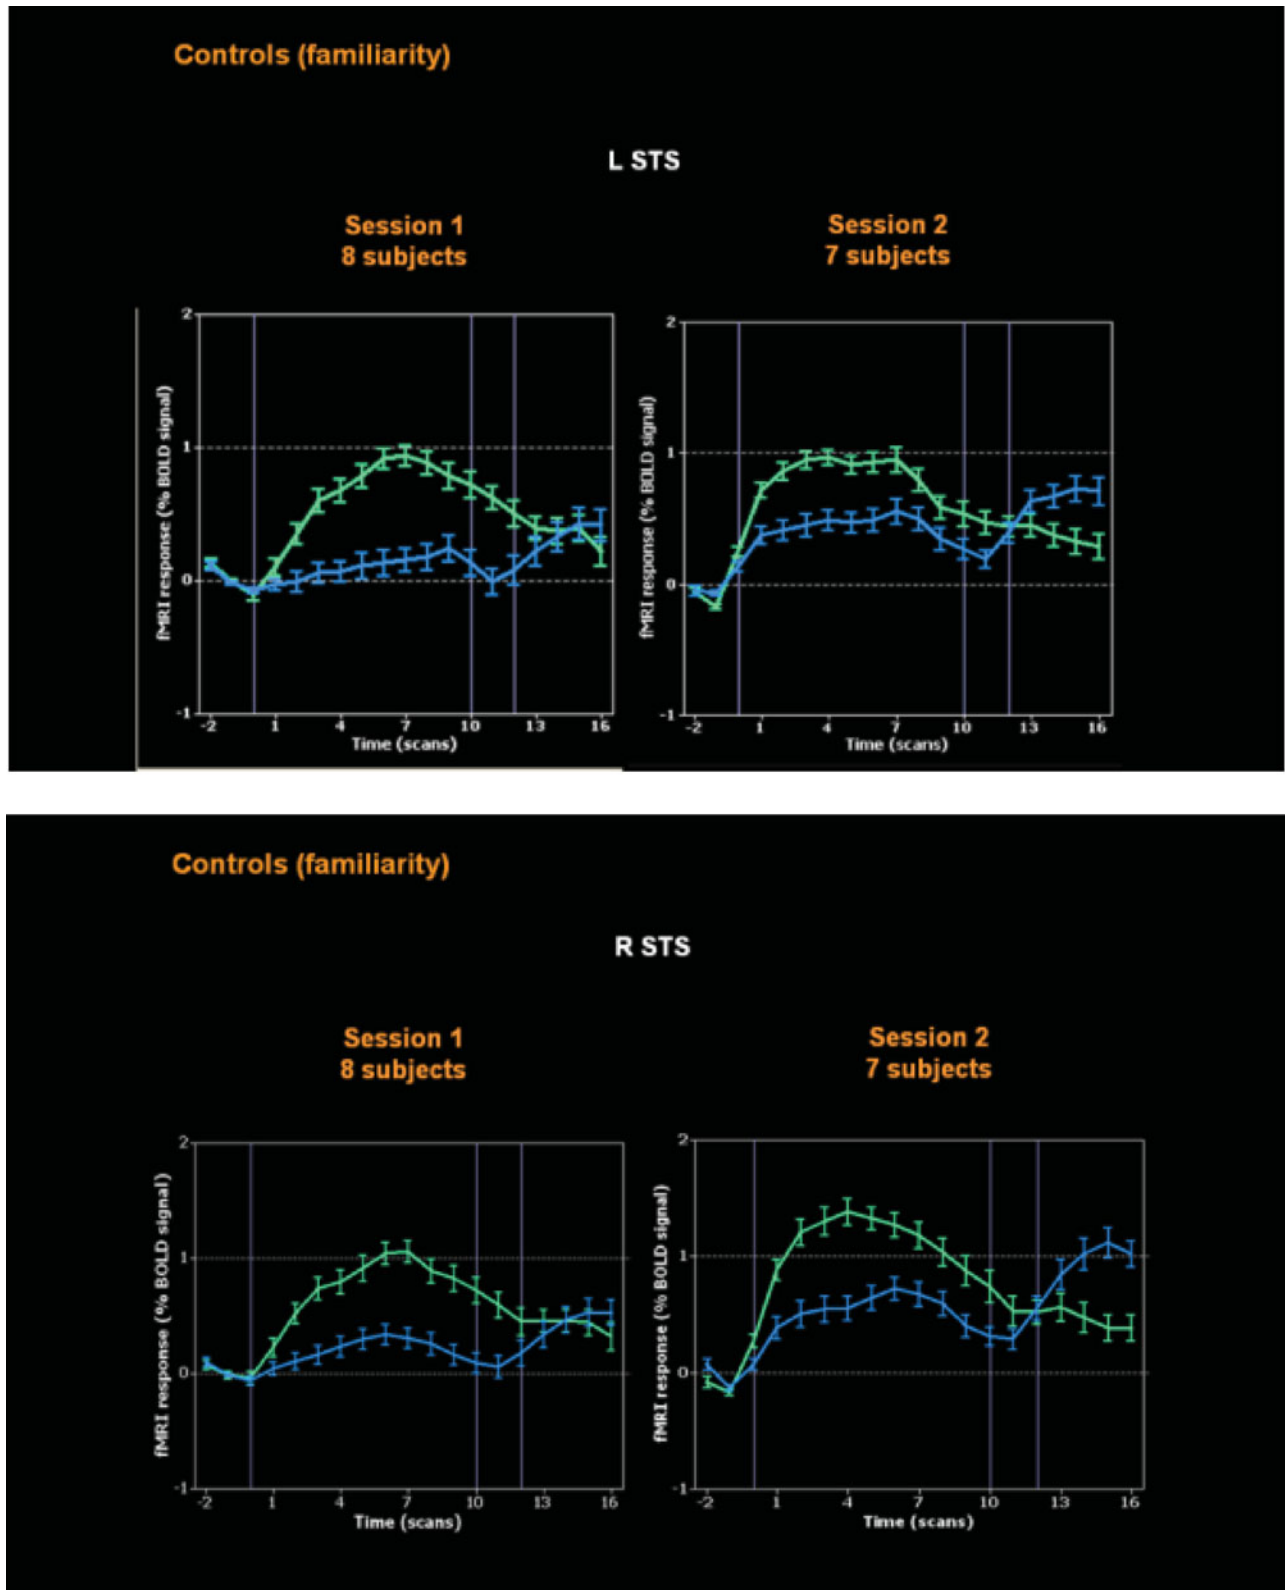 Controls (familiarity)
L STS
Session 1
8 subjects
Session 2
7 subjects
fMRI response (% BOLD signal)
2
1
0
-1
-2 1 4 7 10 13 16
Time (scans)
fMRI response (% BOLD signal)
2
1
0
-1
-2 1 4 7 10 13 16
Time (scans)
Controls (familiarity)
R STS
Session 1
8 subjects
Session 2
7 subjects
fMRI response (% BOLD signal)
2
1
0
-1
-2 1 4 7 10 13 16
Time (scans)
fMRI response (% BOLD signal)
2
1
0
-1
-2 1 4 7 10 13 16
Time (scans)